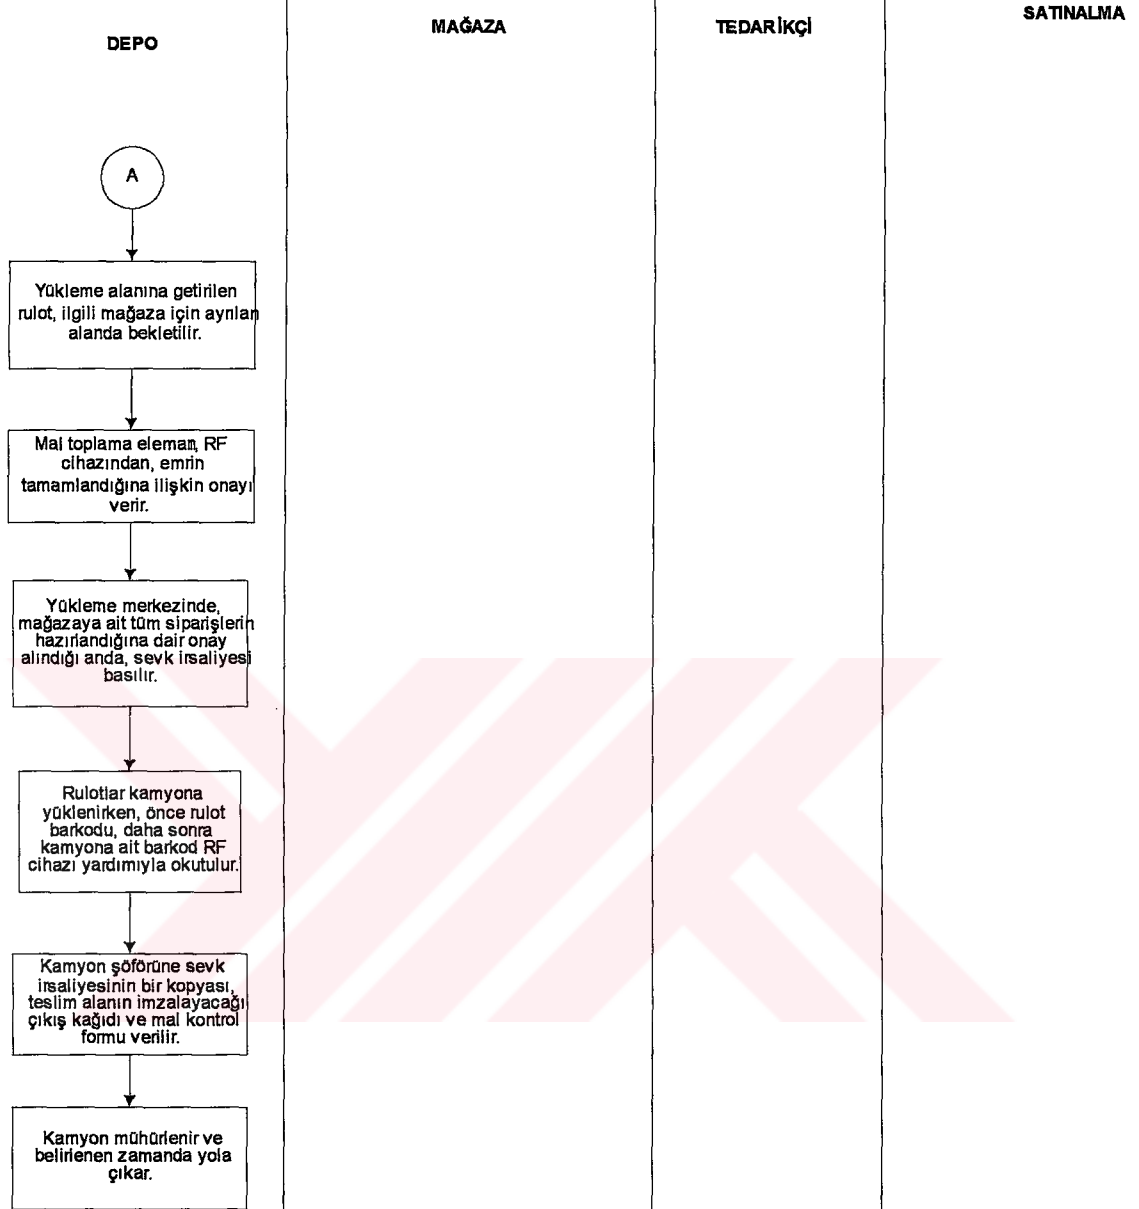 DEPO
MAĞAZA
TEDARİKÇİ
SATINALMA
A
Yükleme alanına getirilen
rulot, ilgili mağaza için ayrılan
alanda bekletilir.
Mal toplama elemanı, RF
cihazından, emrin
tamamlandığına ilişkin onayı
verir.
Yükleme merkezinde,
mağazaya ait tüm siparişlerin
hazırlandığına dair onay
alındığı anda, sevk irsaliyesi
basılır.
Rulotlar kamyona
yüklenirken, önce rulot
barkodu, daha sonra
kamyona ait barkod RF
cihazı yardımıyla okutulur.
Kamyon şöförüne sevk
irsaliyesinin bir kopyası,
teslim alanın imzalayacağı
çıkış kağıdı ve mal kontrol
formu verilir.
Kamyon mühürlenir ve
belirlenen zamanda yola
çıkar.